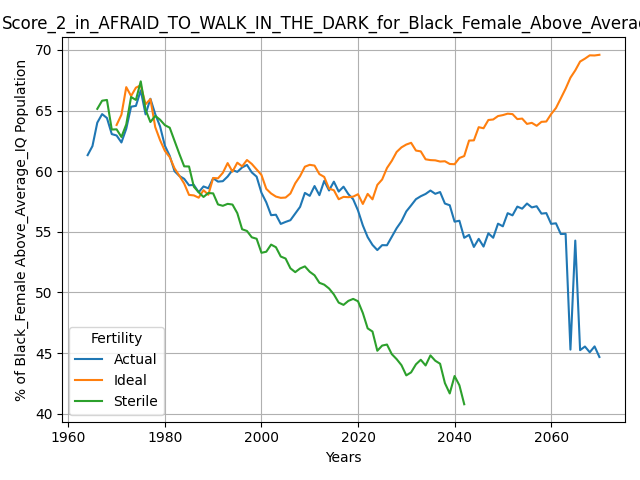 Score_2_in_AFRAID_TO_WALK_IN_THE_DARK_for_Black_Female_Above_Avera
% of Black_Female Above_Average_IQ Population
70
65
60
55
50
45
40
Fertility
Actual
Ideal
Sterile
1960
1980
2000
2020
2040
2060
Years